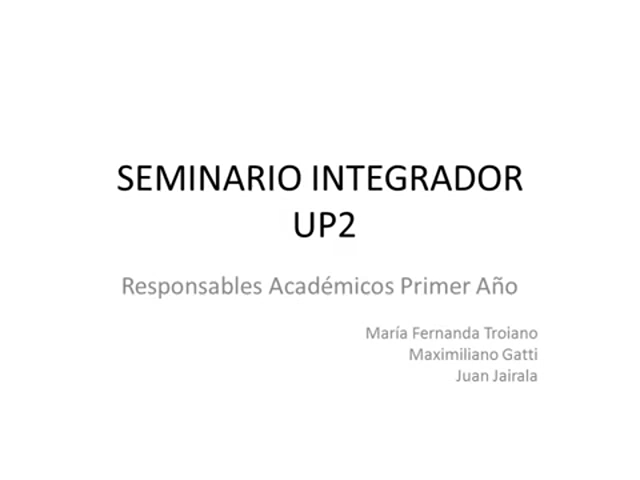 SEMINARIO INTEGRADOR
UP2
Responsables Académicos Primer Año
María Fernanda Troiano
Maximiliano Gatti
Juan Jairala